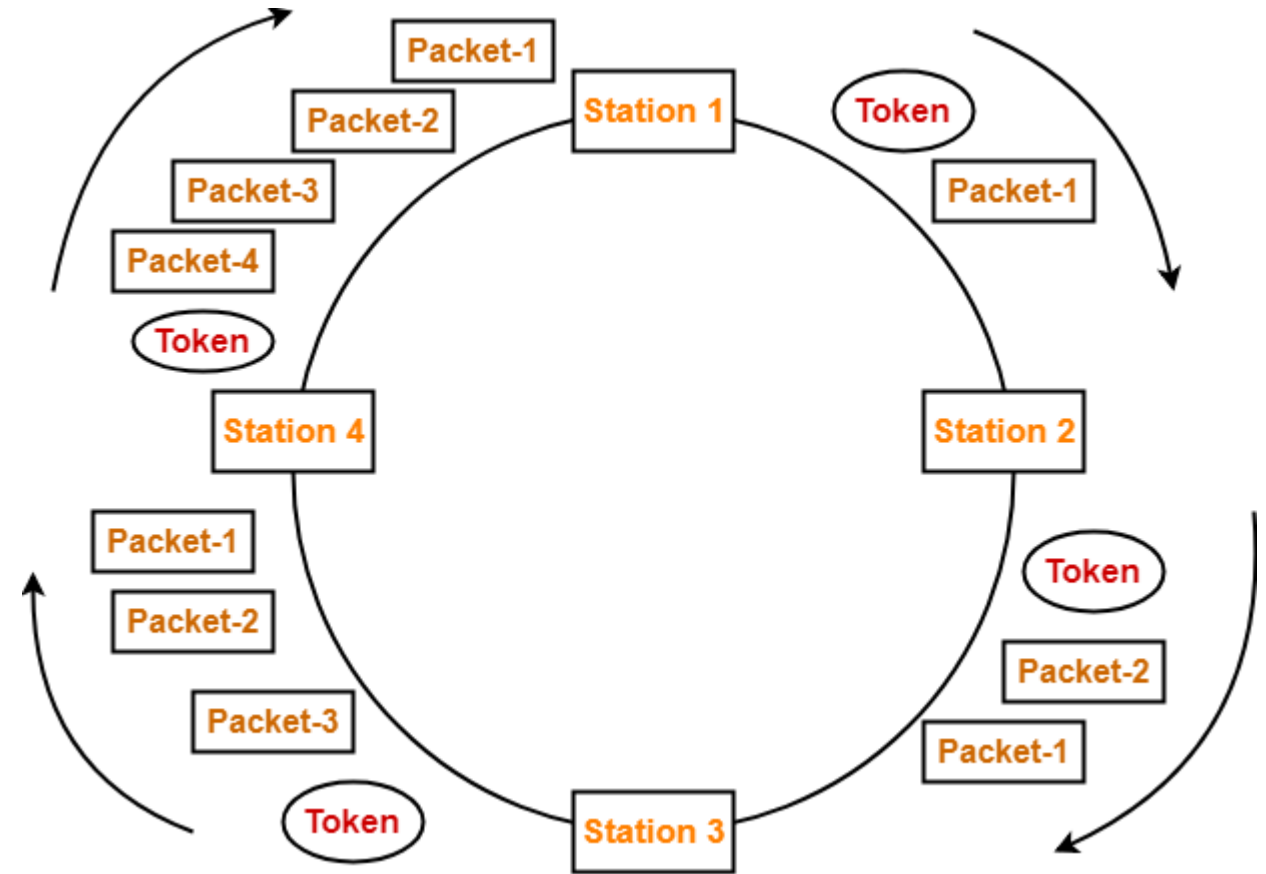 Packet-1
Station 1
Token
Packet-2
Packet-3
Packet-1
Packet-4
Token
Station 4
Station 2
Packet-1
Token
Packet-2
Packet-2
Packet-3
Packet-1
Token
Station 3